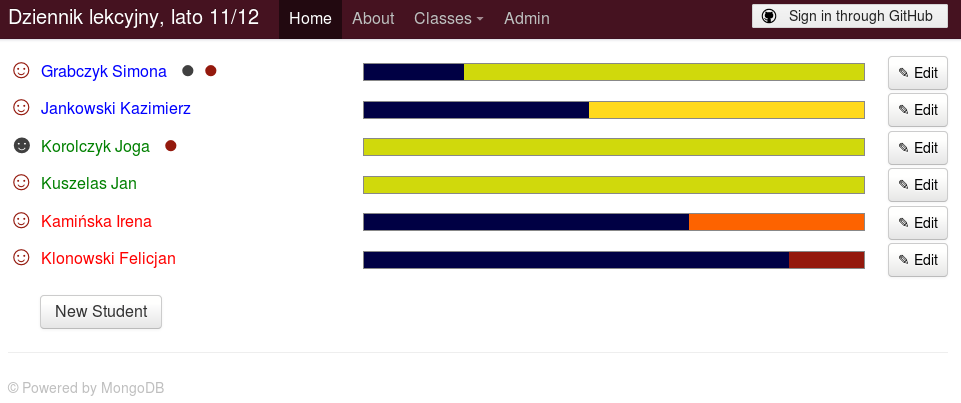 Dziennik lekcyjny, lato 11/12 Home About Classes Admin Sign in through GitHub
Grabczyk Simona Edit
Jankowski Kazimierz Edit
Korolczyk Joga Edit
Kuszelas Jan Edit
Kamińska Irena Edit
Klonowski Felicjan Edit
New Student
© Powered by MongoDB